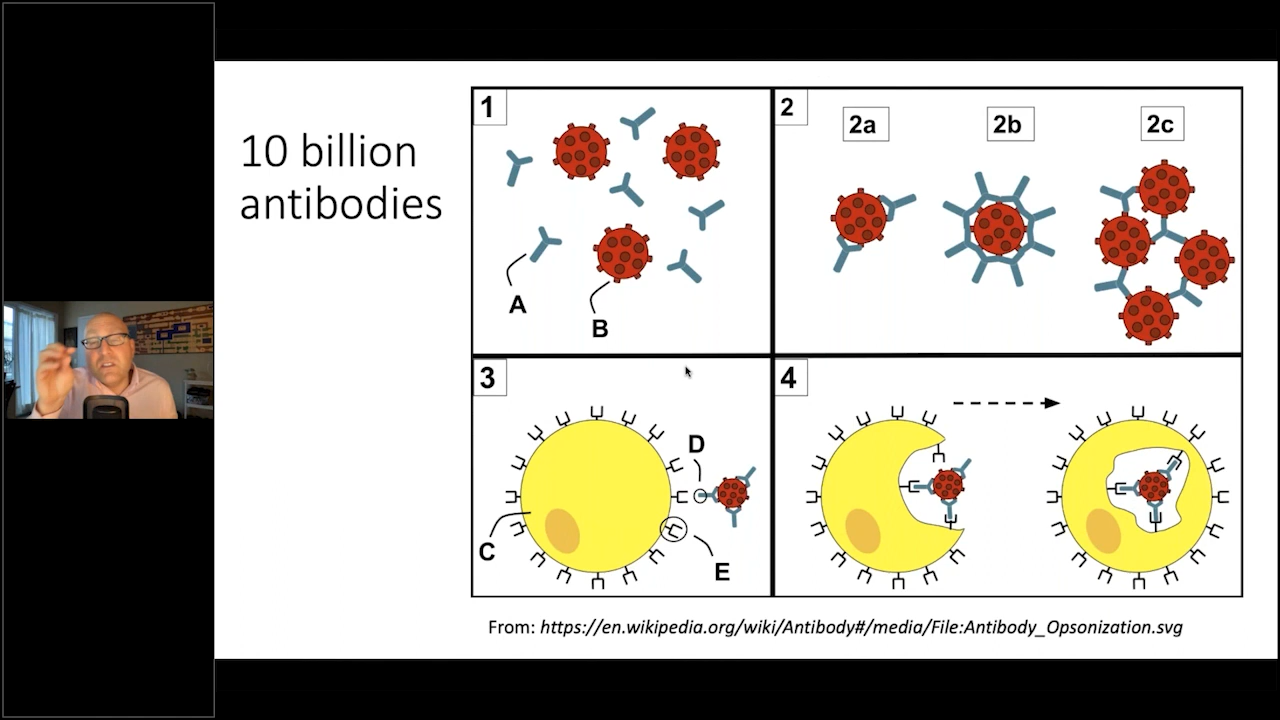 10 billion
antibodies
1
A
B
2
2a
2b
2c
3
C
D
E
4
From: https://en.wikipedia.org/wiki/Antibody#/media/File:Antibody_Opsonization.svg